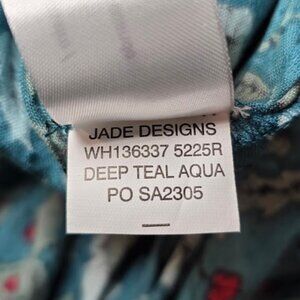 JADE DESIGNS
WH136337 5225R
DEEP TEAL AQUA
PO SA2305